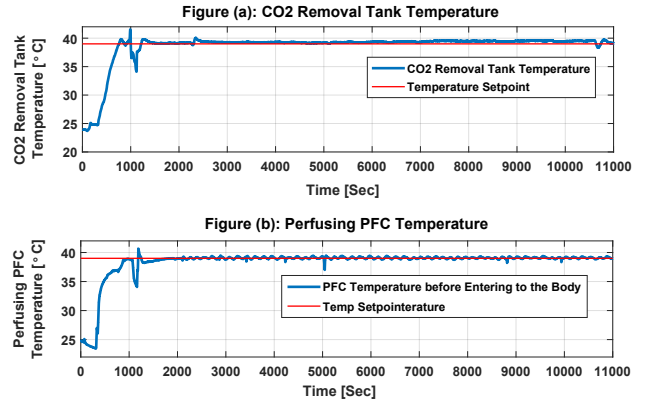 Figure (a): CO2 Removal Tank Temperature
CO2 Removal Tank
Temperature [° C]
40
35
30
25
20
CO2 Removal Tank Temperature
Temperature Setpoint
0 1000 2000 3000 4000 5000 6000 7000 8000 9000 10000 11000
Time [Sec]
Figure (b): Perfusing PFC Temperature
Perfusing PFC
Temperature [° C]
40
35
30
25
PFC Temperature before Entering to the Body
Temp Setpointerature
0 1000 2000 3000 4000 5000 6000 7000 8000 9000 10000 11000
Time [Sec]